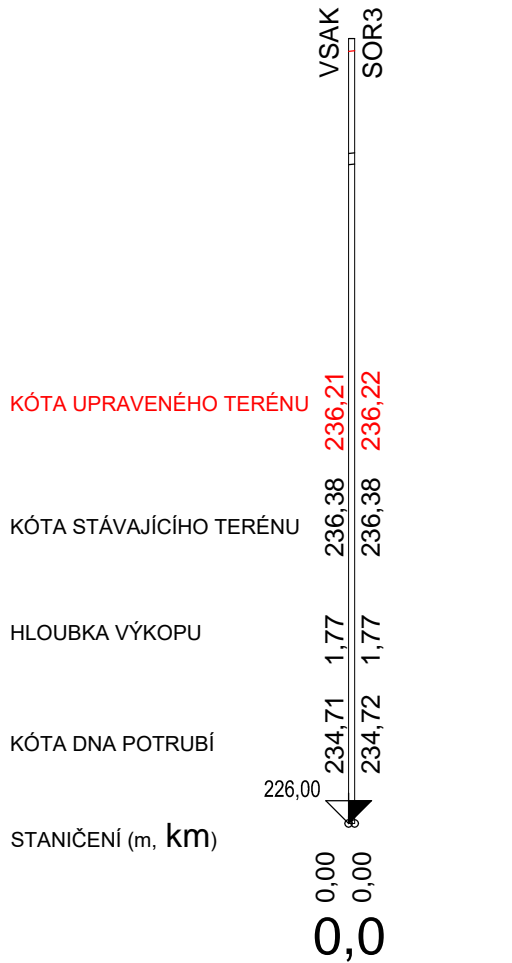 VSAK
SOR3
KÓTA UPRAVENÉHO TERÉNU 236,21 236,22
KÓTA STÁVAJÍCÍHO TERÉNU 236,38 236,38
HLOUBKA VÝKOPU 1,77 1,77
KÓTA DNA POTRUBÍ 234,71 234,72
226,00
STANIČENÍ (m, km) 0,00 0,00
0,0